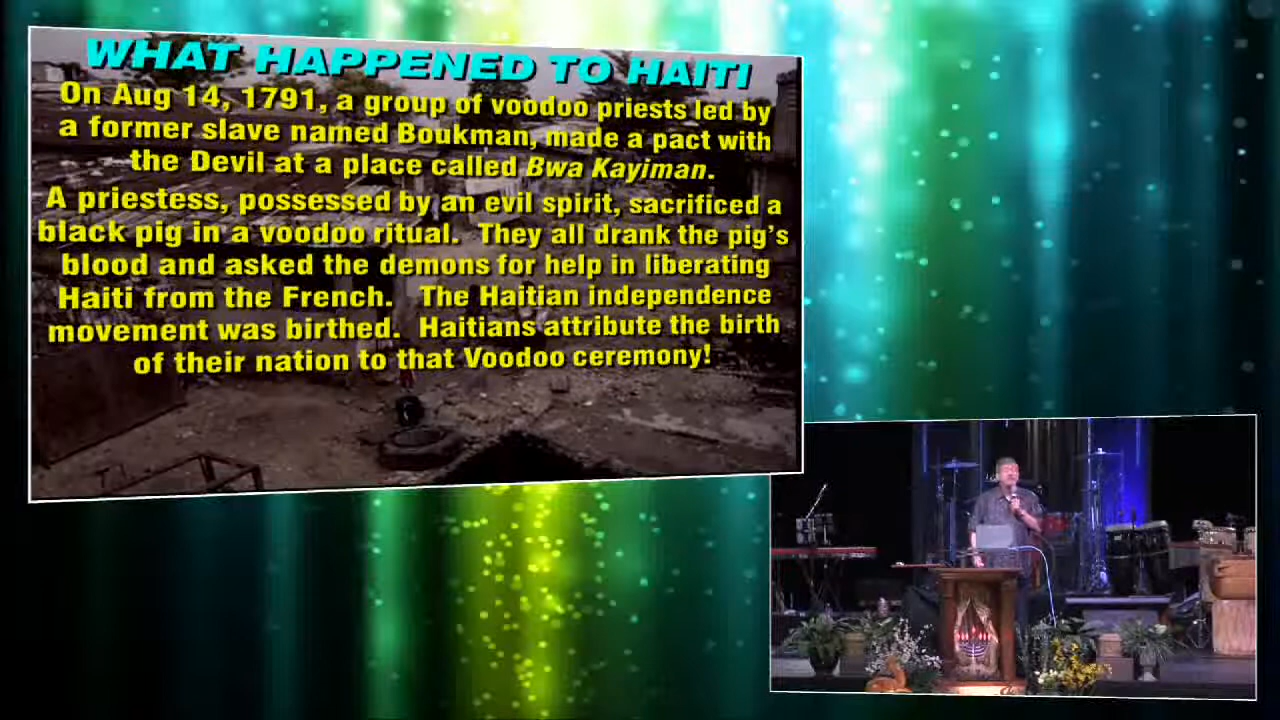 WHAT HAPPENED TO HAITI
On Aug 14, 1791, a group of voodoo priests led by
a former slave named Boukman, made a pact with
the Devil at a place called Bwa Kayiman.
A priestess, possessed by an evil spirit, sacrificed a
black pig in a voodoo ritual. They all drank the pig's
blood and asked the demons for help in liberating
Haiti from the French. The Haitian independence
movement was birthed. Haitians attribute the birth
of their nation to that Voodoo ceremony!